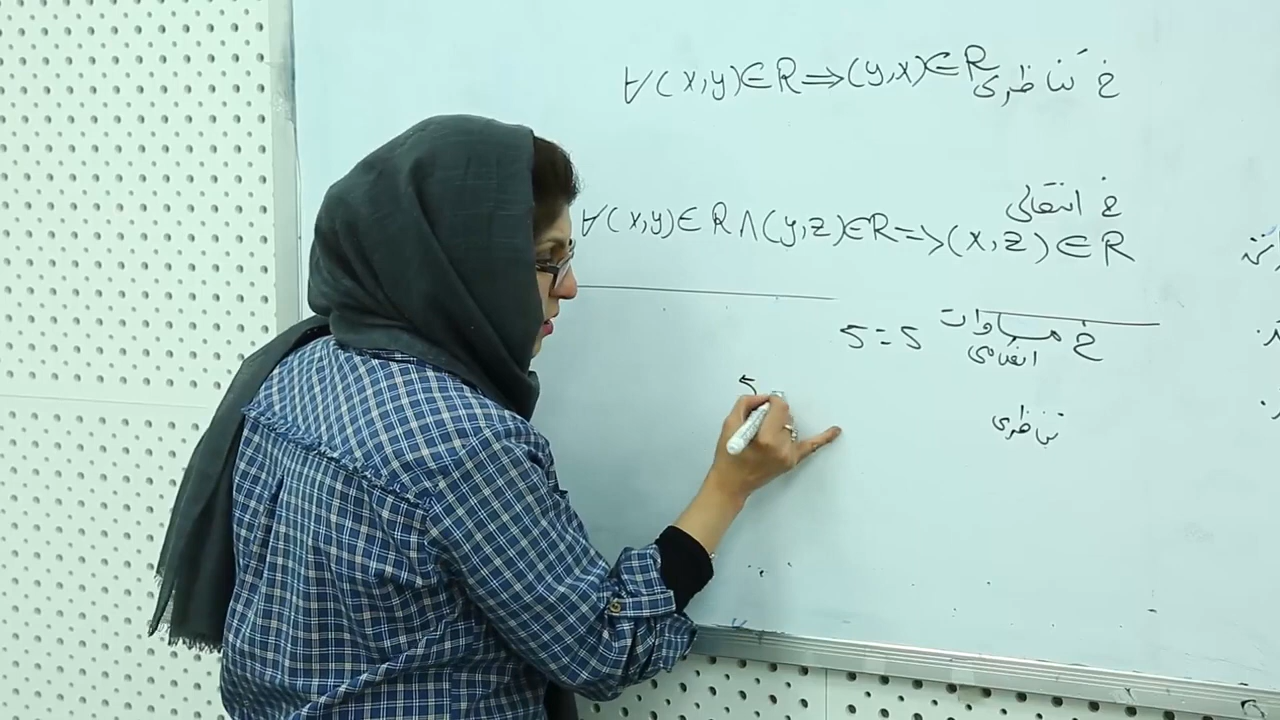 خ تناظری ∀(x,y)∈R⇒(y,x)∈R
خ انتقالی
∀(x,y)∈R∧(y,z)∈R=>(x,z)∈R
خ مساوات 5=5
انعکاسی
تناظری